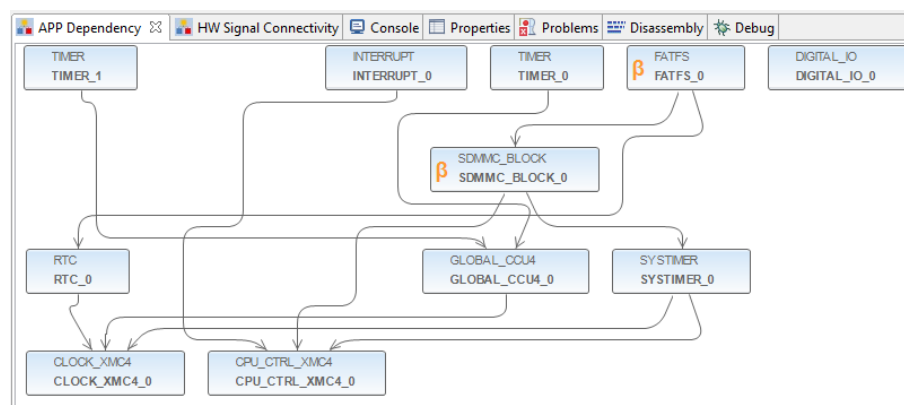 APP Dependency HW Signal Connectivity Console Properties Problems Disassembly Debug
TIMER
TIMER_1
INTERRUPT
INTERRUPT_0
TIMER
TIMER_0
β
FATFS
FATFS_0
DIGITAL_IO
DIGITAL_IO_0
β
SDMMC_BLOCK
SDMMC_BLOCK_0
RTC
RTC_0
GLOBAL_CCU4
GLOBAL_CCU4_0
SYSTIMER
SYSTIMER_0
CLOCK_XMC4
CLOCK_XMC4_0
CPU_CTRL_XMC4
CPU_CTRL_XMC4_0